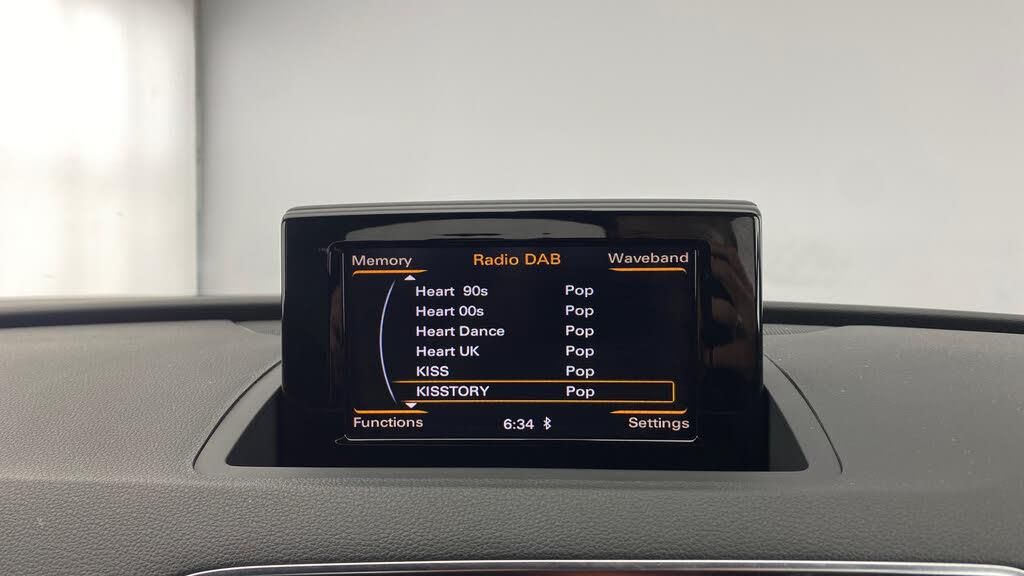 Memory Radio DAB Waveband
Heart 90s Pop
Heart 00s Pop
Heart Dance Pop
Heart UK Pop
KISS Pop
KISSTORY Pop
Functions 6:34 Settings